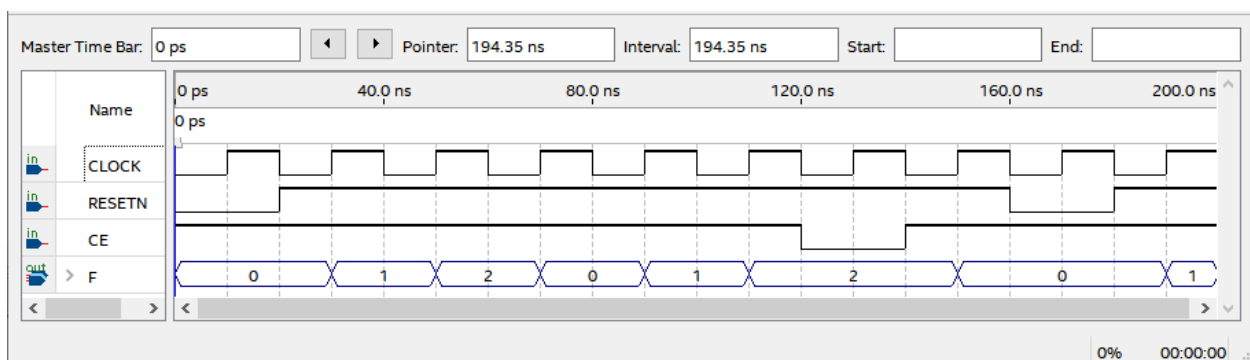 Master Time Bar: 0 ps Pointer: 194.35 ns Interval: 194.35 ns Start: End:
Name
0 ps 40.0 ns 80.0 ns 120.0 ns 160.0 ns 200.0 ns
0 ps
in CLOCK
in RESETN
in CE
out > F 0 1 2 0 1 2 0 1
0% 00:00:00